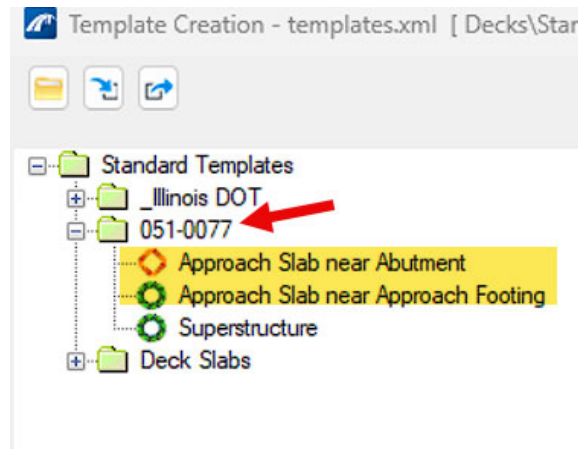 Template Creation - templates.xml [ Decks\Star
Standard Templates
_Illinois DOT
051-0077
Approach Slab near Abutment
Approach Slab near Approach Footing
Superstructure
Deck Slabs